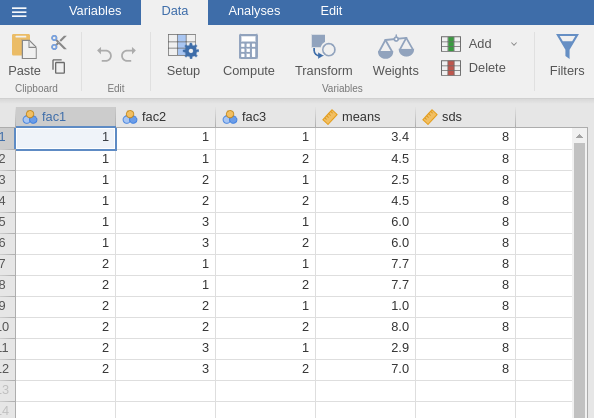 Variables Data Analyses Edit
Paste Setup Compute Transform Weights Add Delete Filters
Clipboard Edit Variables
fac1 fac2 fac3 means sds
1 1 1 1 3.4 8
2 1 1 2 4.5 8
3 1 2 1 2.5 8
4 1 2 2 4.5 8
5 1 3 1 6.0 8
6 1 3 2 6.0 8
7 2 1 1 7.7 8
8 2 1 2 7.7 8
9 2 2 1 1.0 8
10 2 2 2 8.0 8
11 2 3 1 2.9 8
12 2 3 2 7.0 8
13
14